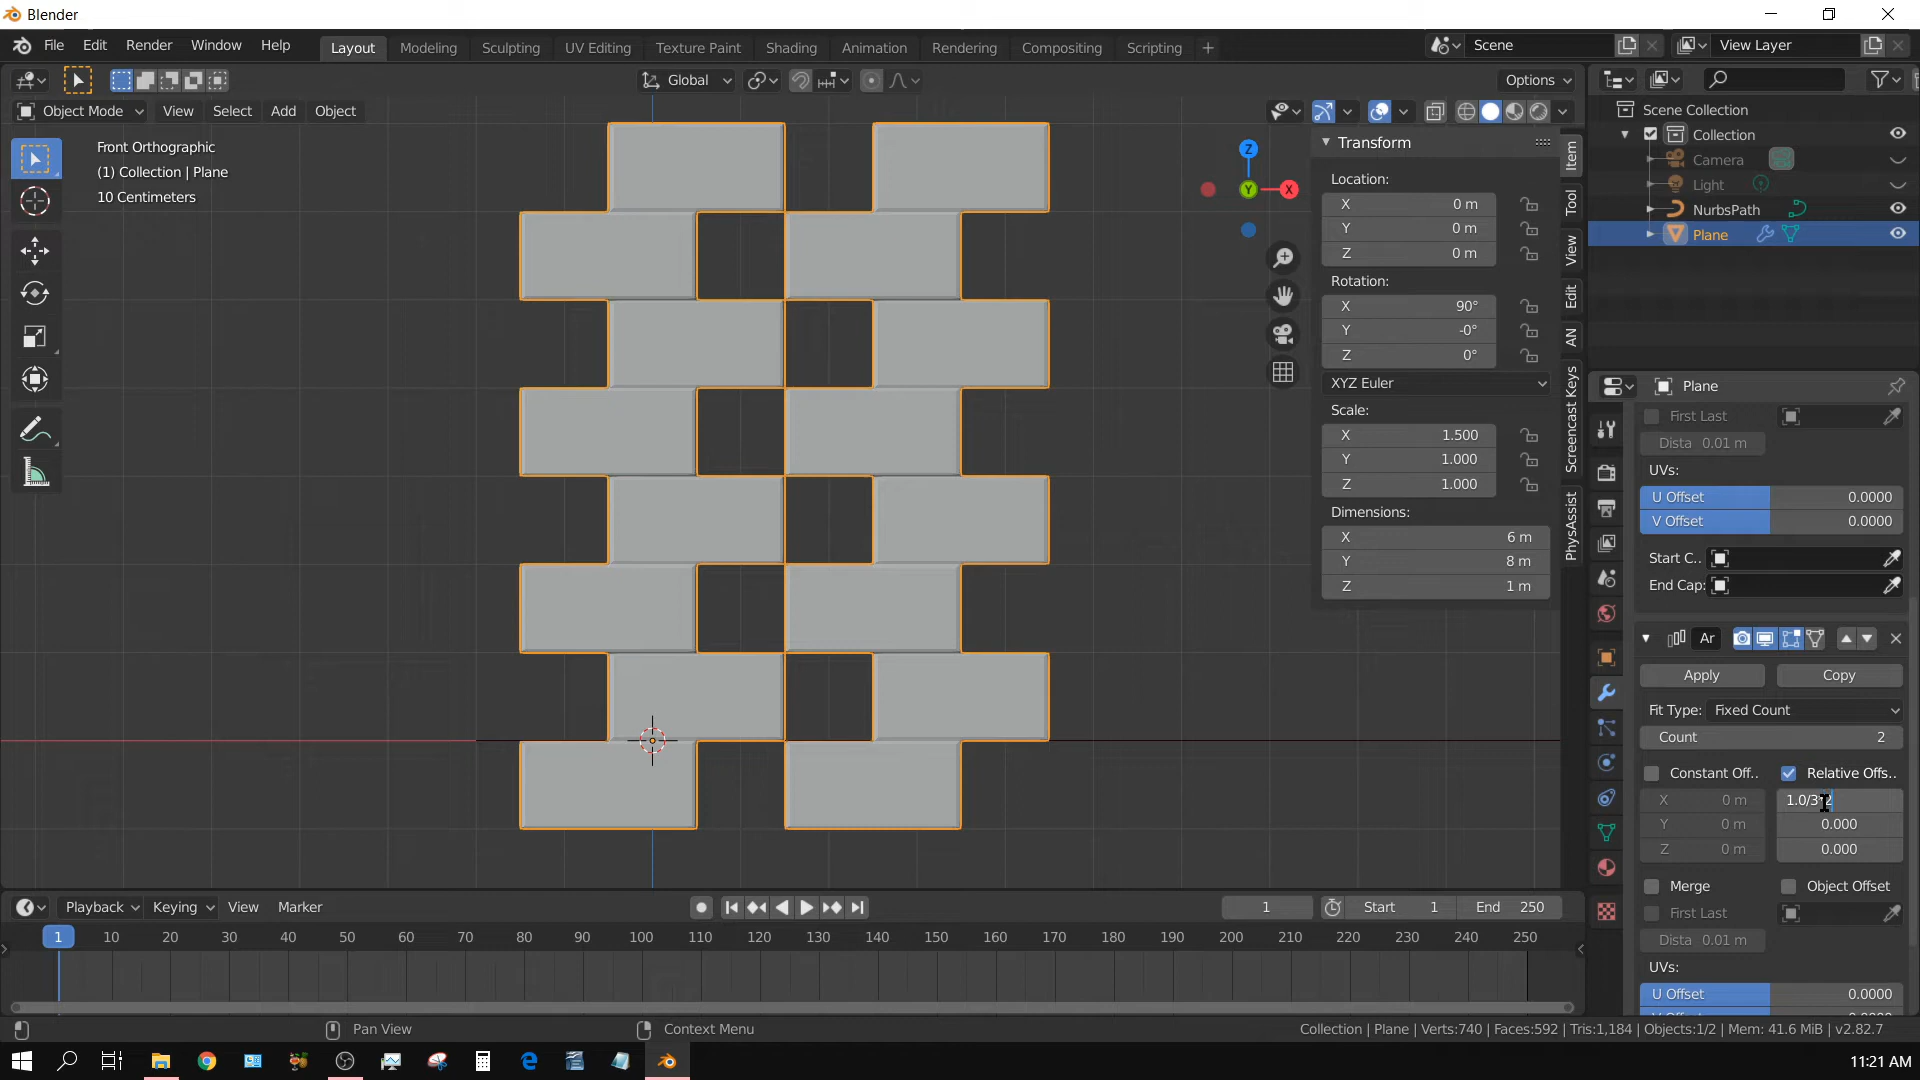 Blender
File Edit Render Window Help Layout Modeling Sculpting UV Editing Texture Paint Shading Animation Rendering Compositing Scripting + Scene View Layer
Global Options
Object Mode View Select Add Object
Front Orthographic
(1) Collection | Plane
10 Centimeters
Z
Y
X
Transform
Location:
X 0 m
Y 0 m
Z 0 m
Rotation:
X 90°
Y -0°
Z 0°
XYZ Euler
Scale:
X 1.500
Y 1.000
Z 1.000
Dimensions:
X 6 m
Y 8 m
Z 1 m
Item
Tool
View
Edit
AN
Screencast Keys
PhysAssist
Scene Collection
Collection
Camera
Light
NurbsPath
Plane
Plane
First Last
Dista 0.01 m
UVs:
U Offset 0.0000
V Offset 0.0000
Start C..
End Cap:
Ar
Apply Copy
Fit Type: Fixed Count
Count 2
Constant Off.. Relative Offs..
X 0 m
Y 0 m 0.000
Z 0 m 0.000
Merge Object Offset
First Last
Dista 0.01 m
UVs:
U Offset 0.0000
Playback Keying View Marker 1 Start 1 End 250
1 10 20 30 40 50 60 70 80 90 100 110 120 130 140 150 160 170 180 190 200 210 220 230 240 250
Pan View Context Menu Collection | Plane | Verts:740 | Faces:592 | Tris:1,184 | Objects:1/2 | Mem: 41.6 MiB | v2.82.7
11:21 AM